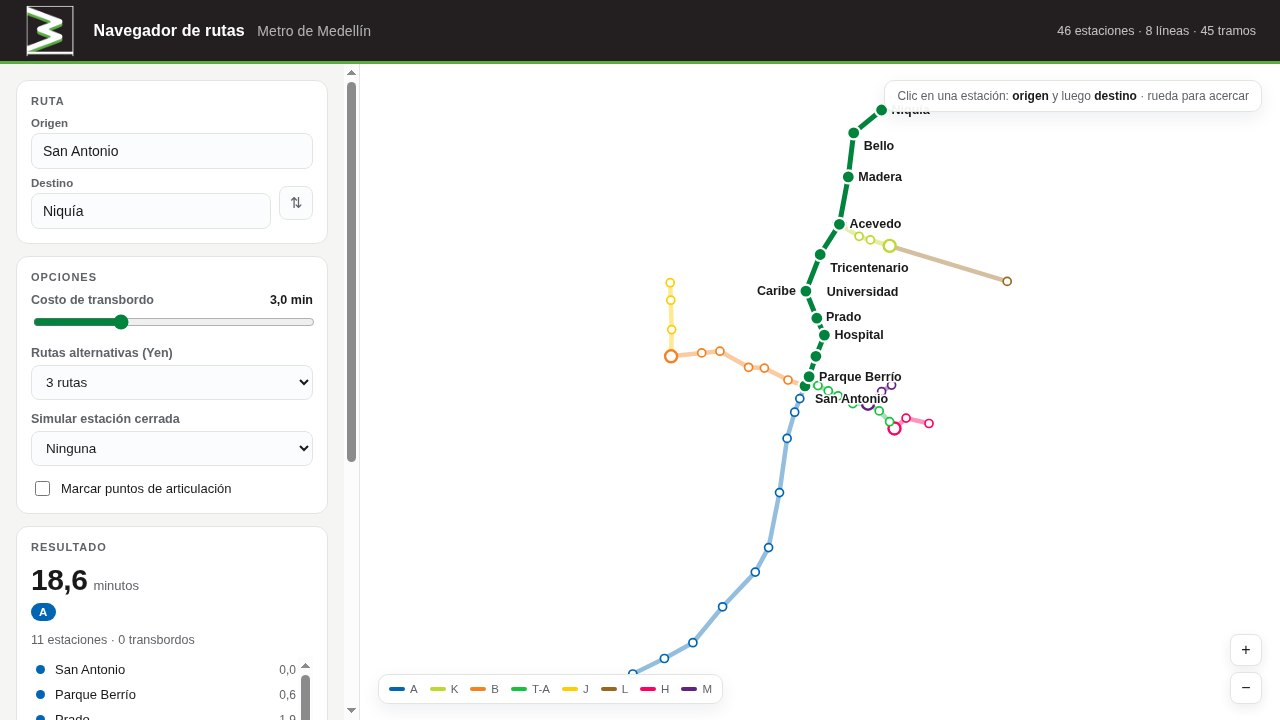 Navegador de rutas Metro de Medellín
46 estaciones · 8 líneas · 45 tramos
RUTA
Origen
San Antonio
Destino
Niquía
⇅
OPCIONES
Costo de transbordo 3,0 min
Rutas alternativas (Yen)
3 rutas
Simular estación cerrada
Ninguna
Marcar puntos de articulación
RESULTADO
18,6 minutos
A
11 estaciones · 0 transbordos
San Antonio 0,0
Parque Berrío 0,6
Prado 1,9
Clic en una estación: origen y luego destino · rueda para acercar
Niquía
Bello
Madera
Acevedo
Tricentenario
Caribe
Universidad
Prado
Hospital
Parque Berrío
San Antonio
A K B T-A J L H M
+
−